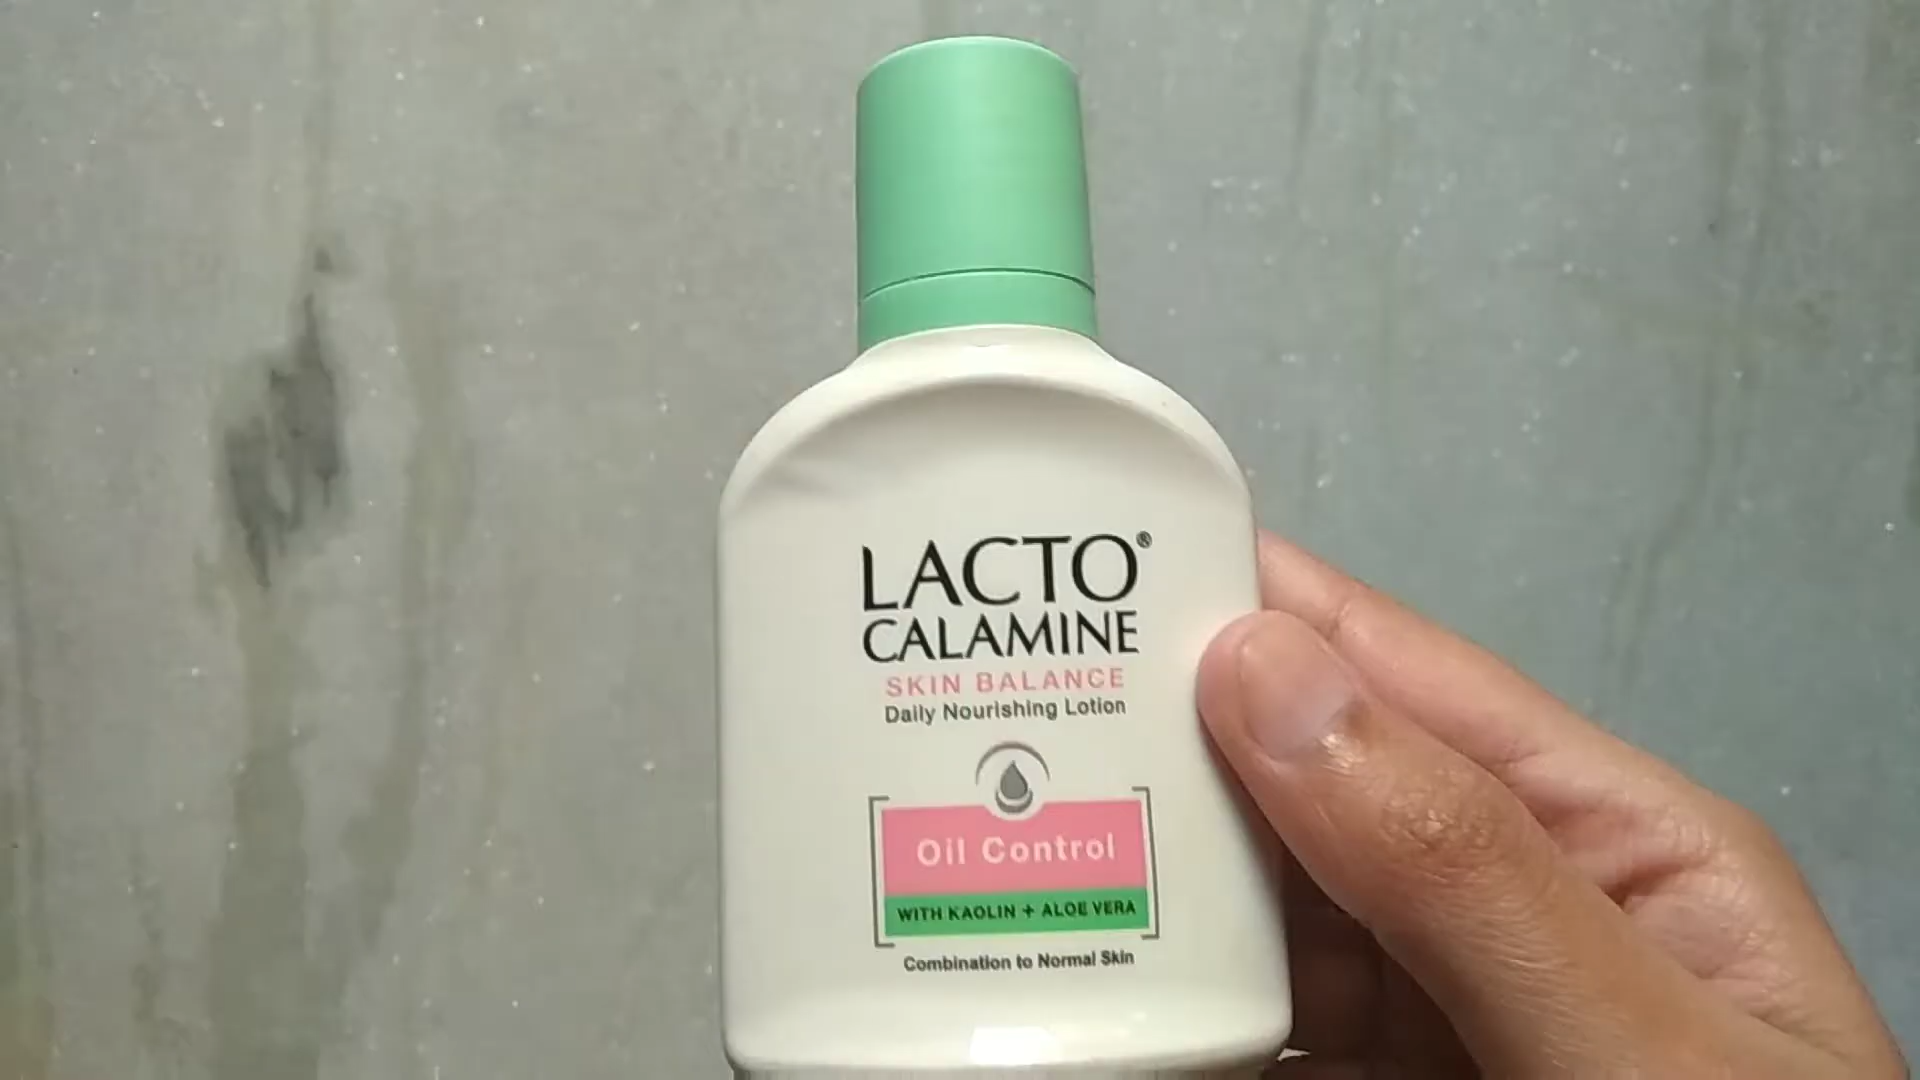 LACTO®
CALAMINE
SKIN BALANCE
Daily Nourishing Lotion
Oil Control
WITH KAOLIN + ALOE VERA
Combination to Normal Skin